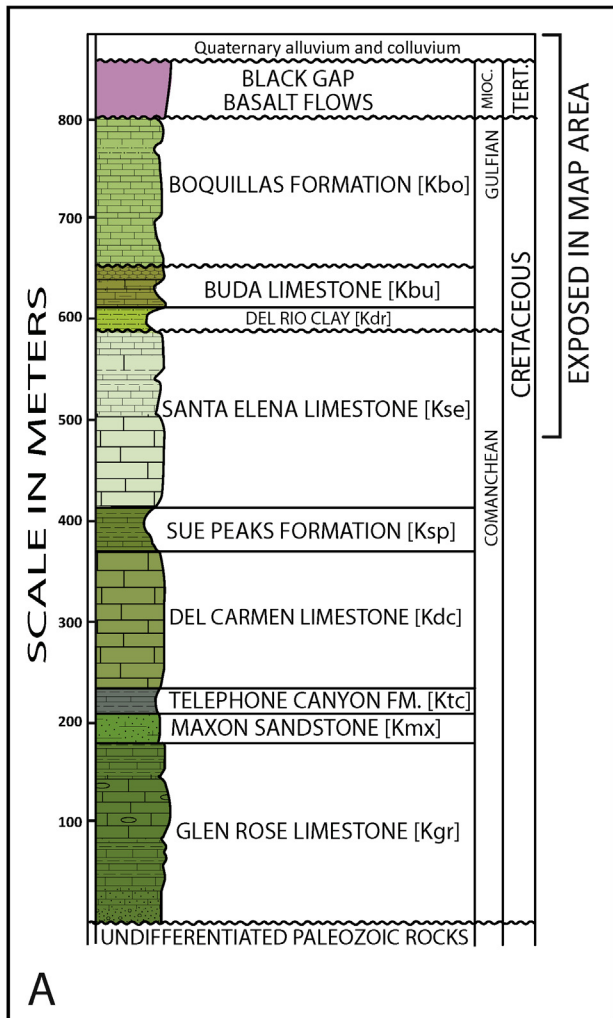 Quaternary alluvium and colluvium
BLACK GAP
BASALT FLOWS
MIOC.
TERT.
800
BOQUILLAS FORMATION [Kbo]
GULFIAN
700
BUDA LIMESTONE [Kbu]
600
DEL RIO CLAY [Kdr]
CRETACEOUS
EXPOSED IN MAP AREA
SANTA ELENA LIMESTONE [Kse]
500
COMANCHEAN
400
SUE PEAKS FORMATION [Ksp]
SCALE IN METERS
300
DEL CARMEN LIMESTONE [Kdc]
TELEPHONE CANYON FM. [Ktc]
200
MAXON SANDSTONE [Kmx]
100
GLEN ROSE LIMESTONE [Kgr]
UNDIFFERENTIATED PALEOZOIC ROCKS
A